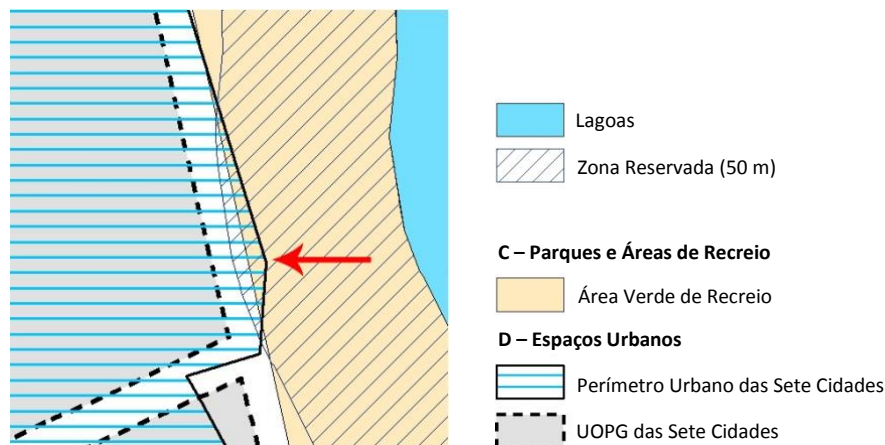 Lagoas
Zona Reservada (50 m)
C – Parques e Áreas de Recreio
Área Verde de Recreio
D – Espaços Urbanos
Perímetro Urbano das Sete Cidades
UOPG das Sete Cidades